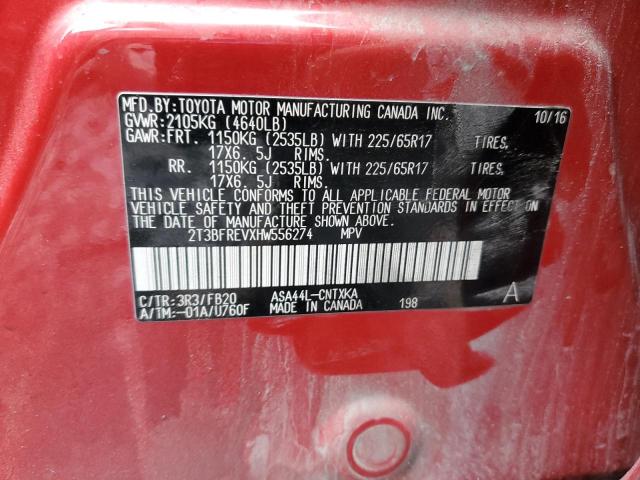 MFD.BY:TOYOTA MOTOR MANUFACTURING CANADA INC. 10/16
GVWR:2105KG (4640LB)
GAWR:FRT. 1150KG (2535LB) WITH 225/65R17 TIRES,
17X6. 5J RIMS.
RR. 1150KG (2535LB) WITH 225/65R17 TIRES,
17X6. 5J RIMS.
THIS VEHICLE CONFORMS TO ALL APPLICABLE FEDERAL MOTOR
VEHICLE SAFETY AND THEFT PREVENTION STANDARDS IN EFFECT ON
THE DATE OF MANUFACTURE SHOWN ABOVE.
2T3BFREVXHW556274 MPV
C/TR:3R3/FB20 ASA44L-CNTXKA
A/TM:-01A/U760F MADE IN CANADA 198 A